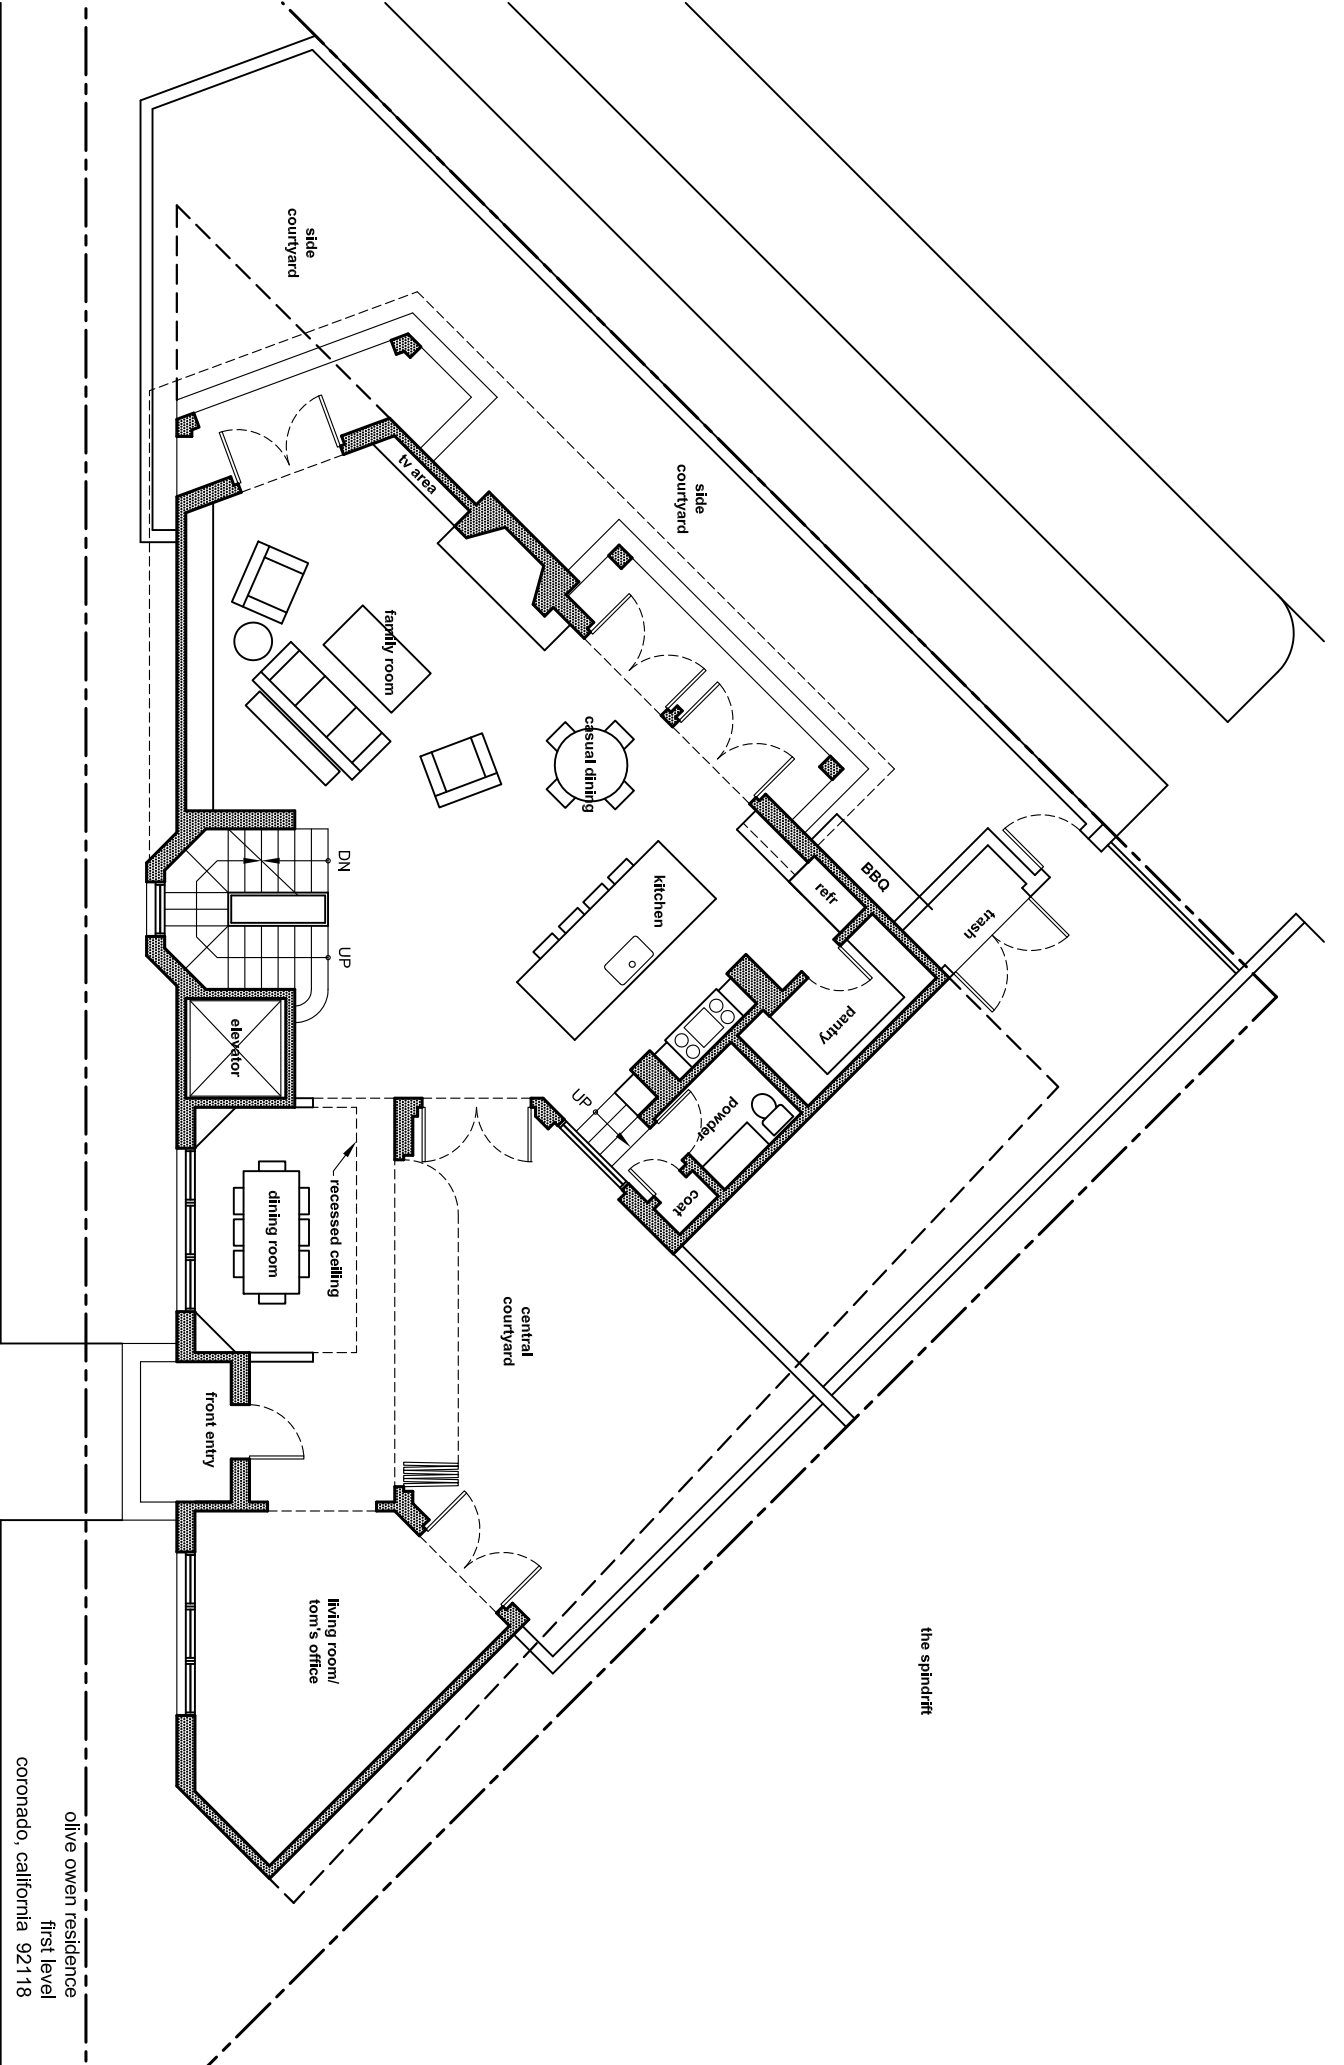 side
courtyard
side
courtyard
tv area
family room
casual dining
BBQ
refr
trash
kitchen
pantry
DN
UP
elevator
UP
powder
coat
recessed ceiling
dining room
central
courtyard
front entry
living room/
tom's office
the spindrift
olive owen residence
first level
coronado, california 92118